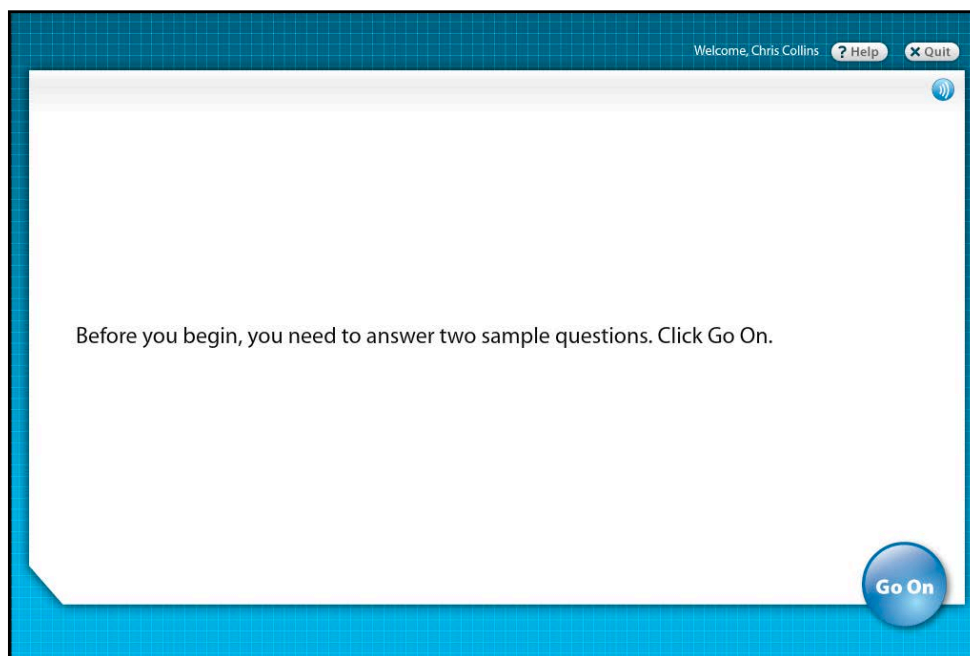 Welcome, Chris Collins ? Help X Quit
Before you begin, you need to answer two sample questions. Click Go On.
Go On